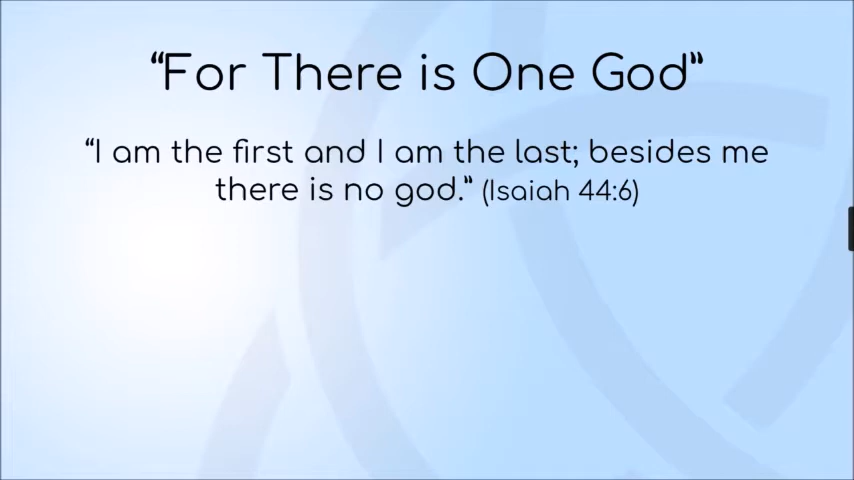 “For There is One God”
“I am the first and I am the last; besides me
there is no god.” (Isaiah 44:6)